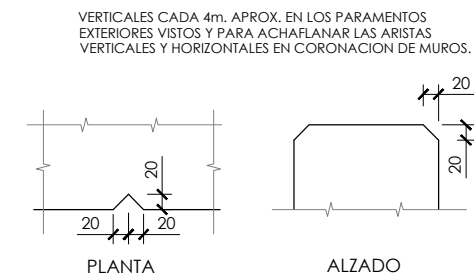 VERTICALES CADA 4m. APROX. EN LOS PARAMENTOS
EXTERIORES VISTOS Y PARA ACHAFLANAR LAS ARISTAS
VERTICALES Y HORIZONTALES EN CORONACION DE MUROS.
20
20
20
20
20
20
PLANTA
ALZADO